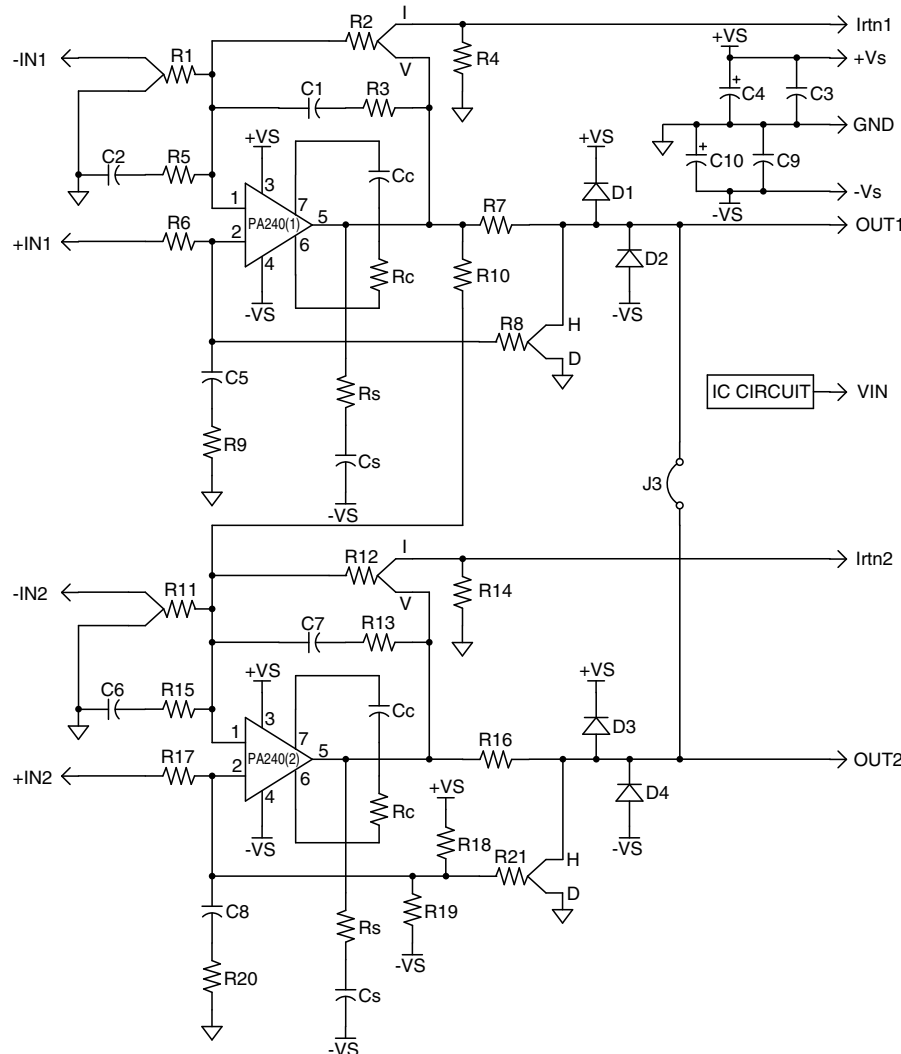 I
R2
Irtn1
+VS
-IN1
R1
R4
+Vs
V
C1
R3
+
C4
C3
GND
C2
R5
+VS
+
C10
C9
Cc
+VS
-Vs
3
-VS
1
7
D1
R6
PA240(1)
5
R7
OUT1
+IN1
2
6
4
Rc
R10
D2
-VS
-VS
R8
H
D
C5
Rs
IC CIRCUIT
VIN
R9
Cs
J3
-VS
I
R12
Irtn2
-IN2
R11
R14
V
C7
R13
+VS
C6
R15
3
Cc
+VS
1
7
D3
R17
PA240(2)
5
R16
OUT2
+IN2
2
6
4
Rc
+VS
D4
-VS
R18
-VS
R21
H
D
C8
R19
Rs
-VS
R20
Cs
-VS